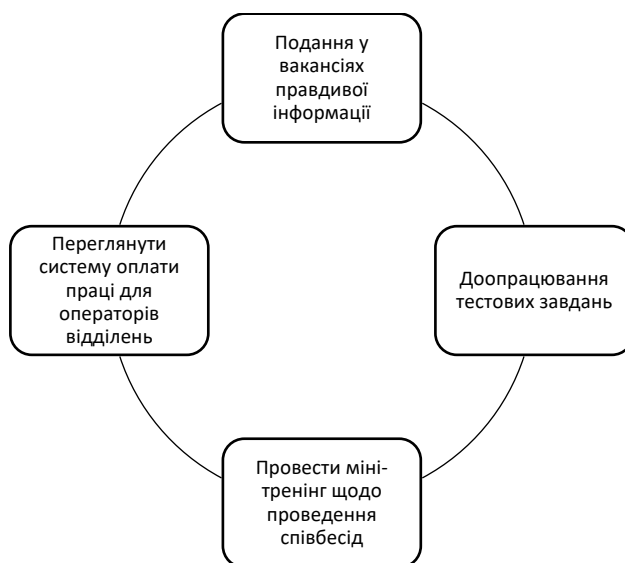 Подання у
вакансіях
правдивої
інформації
Переглянути
систему оплати
праці для
операторів
відділень
Доопрацювання
тестових завдань
Провести міні-
тренінг щодо
проведення
співбесід